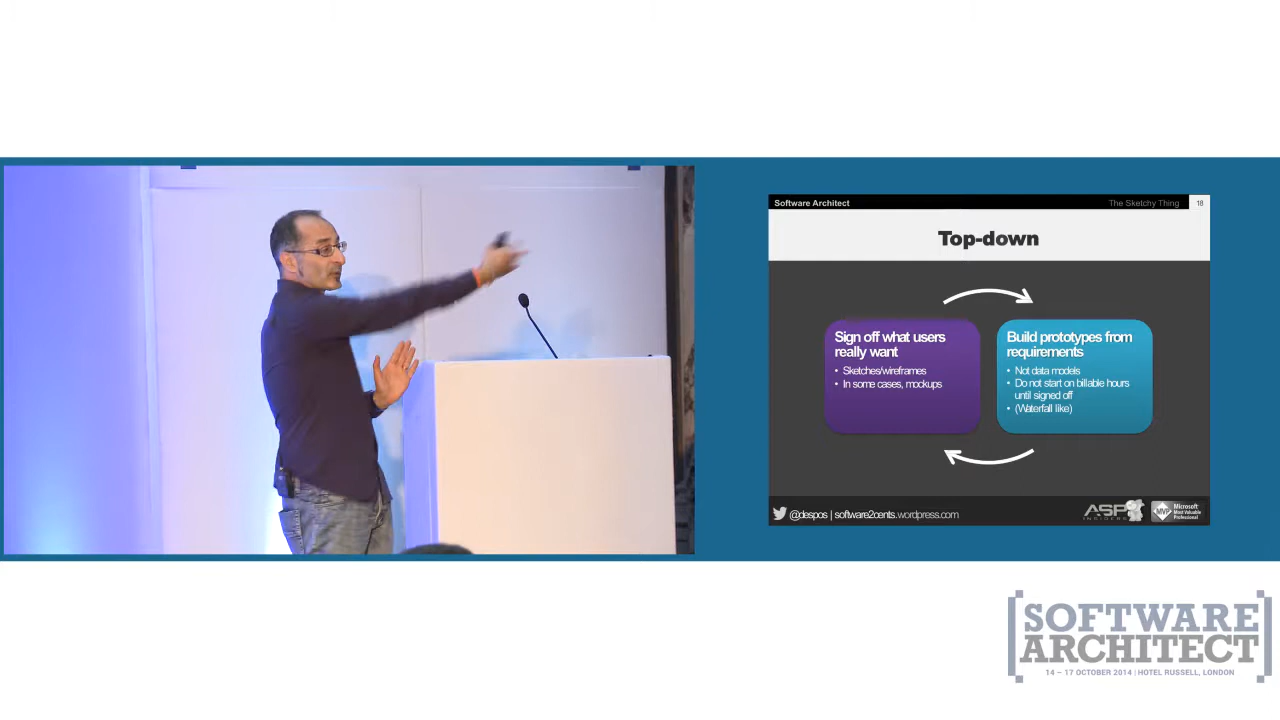 Software Architect
The Sketchy Thing
18
Top-down
Sign off what users
really want
• Sketches/wireframes
• In some cases, mockups
Build prototypes from
requirements
• Not data models
• Do not start on billable hours
until signed off
• (Waterfall like)
@despos | software2cents.wordpress.com
ASP
INSIDERS
MVP
Microsoft
Most Valuable
Professional
[SOFTWARE
ARCHITECT]
14 – 17 OCTOBER 2014 | HOTEL RUSSELL, LONDON